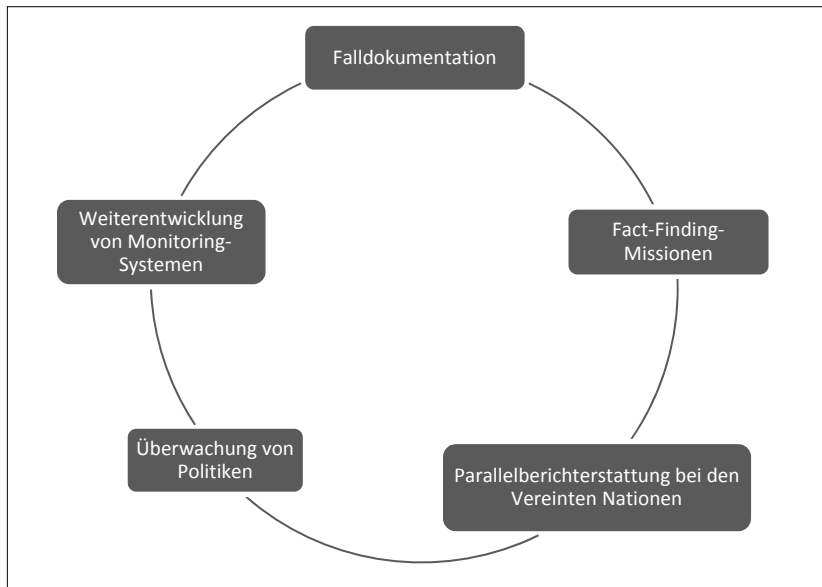 Falldokumentation
Fact-Finding-
Missionen
Parallelberichterstattung bei den
Vereinten Nationen
Überwachung von
Politiken
Weiterentwicklung
von Monitoring-
Systemen